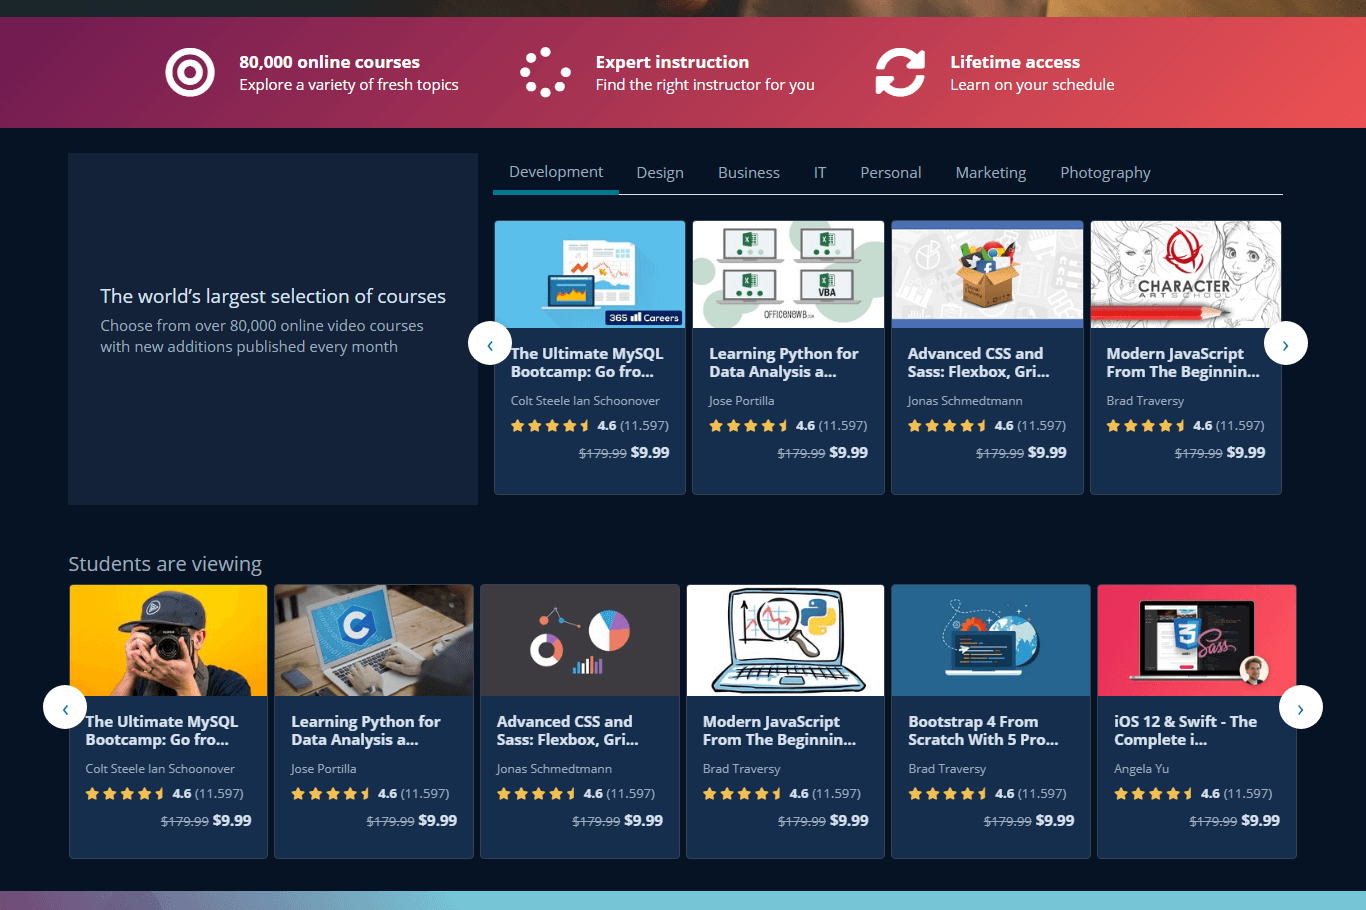 80,000 online courses
Explore a variety of fresh topics
Expert instruction
Find the right instructor for you
Lifetime access
Learn on your schedule
The world’s largest selection of courses
Choose from over 80,000 online video courses
with new additions published every month
Development Design Business IT Personal Marketing Photography
365 Careers
VBA
OFFICENEWB.COM
CHARACTER
ART SCHOOL
The Ultimate MySQL
Bootcamp: Go fro...
Colt Steele Ian Schoonover
4.6 (11.597)
$179.99 $9.99
Learning Python for
Data Analysis a...
Jose Portilla
4.6 (11.597)
$179.99 $9.99
Advanced CSS and
Sass: Flexbox, Gri...
Jonas Schmedtmann
4.6 (11.597)
$179.99 $9.99
Modern JavaScript
From The Beginnin...
Brad Traversy
4.6 (11.597)
$179.99 $9.99
Students are viewing
C
3
Sass
The Ultimate MySQL
Bootcamp: Go fro...
Colt Steele Ian Schoonover
4.6 (11.597)
$179.99 $9.99
Learning Python for
Data Analysis a...
Jose Portilla
4.6 (11.597)
$179.99 $9.99
Advanced CSS and
Sass: Flexbox, Gri...
Jonas Schmedtmann
4.6 (11.597)
$179.99 $9.99
Modern JavaScript
From The Beginnin...
Brad Traversy
4.6 (11.597)
$179.99 $9.99
Bootstrap 4 From
Scratch With 5 Pro...
Brad Traversy
4.6 (11.597)
$179.99 $9.99
iOS 12 & Swift - The
Complete i...
Angela Yu
4.6 (11.597)
$179.99 $9.99